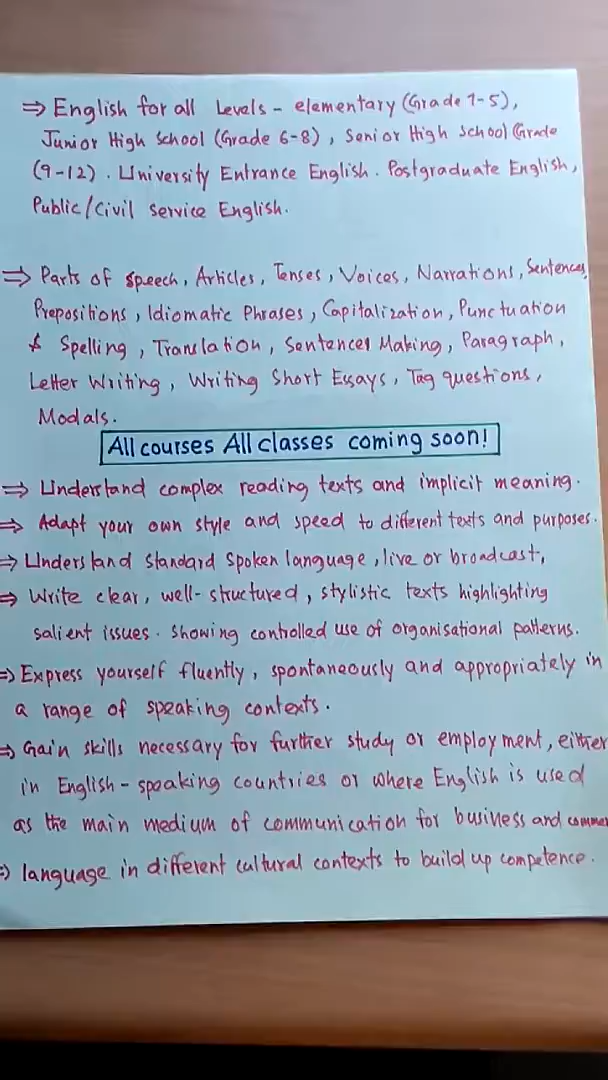 ⇒ English for all Levels - elementary (Grade 1-5),
Junior High School (Grade 6-8), Senior High School Grade
(9-12). University Entrance English. Postgraduate English,
Public/Civil Service English.
⇒ Parts of Speech, Articles, Tenses, Voices, Narrations, Sentences,
Prepositions, Idiomatic Phrases, Capitalization, Punctuation
& Spelling, Translation, Sentences Making, Paragraph,
Letter Writing, Writing Short Essays, Tag questions,
Modals.
All courses All classes coming soon!
⇒ Understand complex reading texts and implicit meaning.
⇒ Adapt your own style and speed to different texts and purposes.
⇒ Understand standard spoken language, live or broadcast,
⇒ Write clear, well-structured, stylistic texts highlighting
salient issues. Showing controlled use of organisational patterns.
⇒ Express yourself fluently, spontaneously and appropriately in
a range of speaking contexts.
⇒ Gain skills necessary for further study or employment, either
in English-speaking countries or where English is used
as the main medium of communication for business and
⇒ language in different cultural contexts to build up competence.